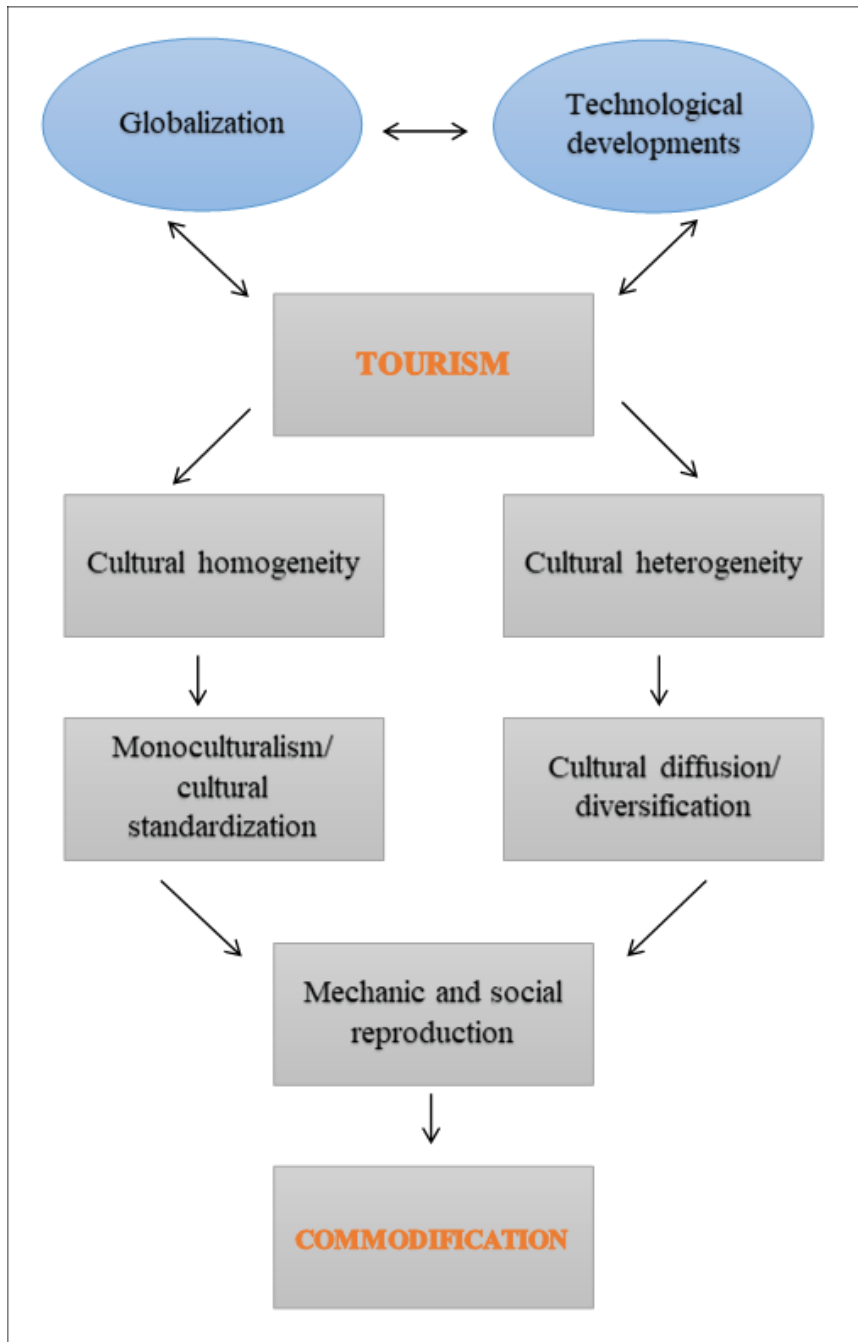 Globalization
Technological
developments
TOURISM
Cultural homogeneity
Cultural heterogeneity
Monoculturalism/
cultural
standardization
Cultural diffusion/
diversification
Mechanic and social
reproduction
COMMODIFICATION